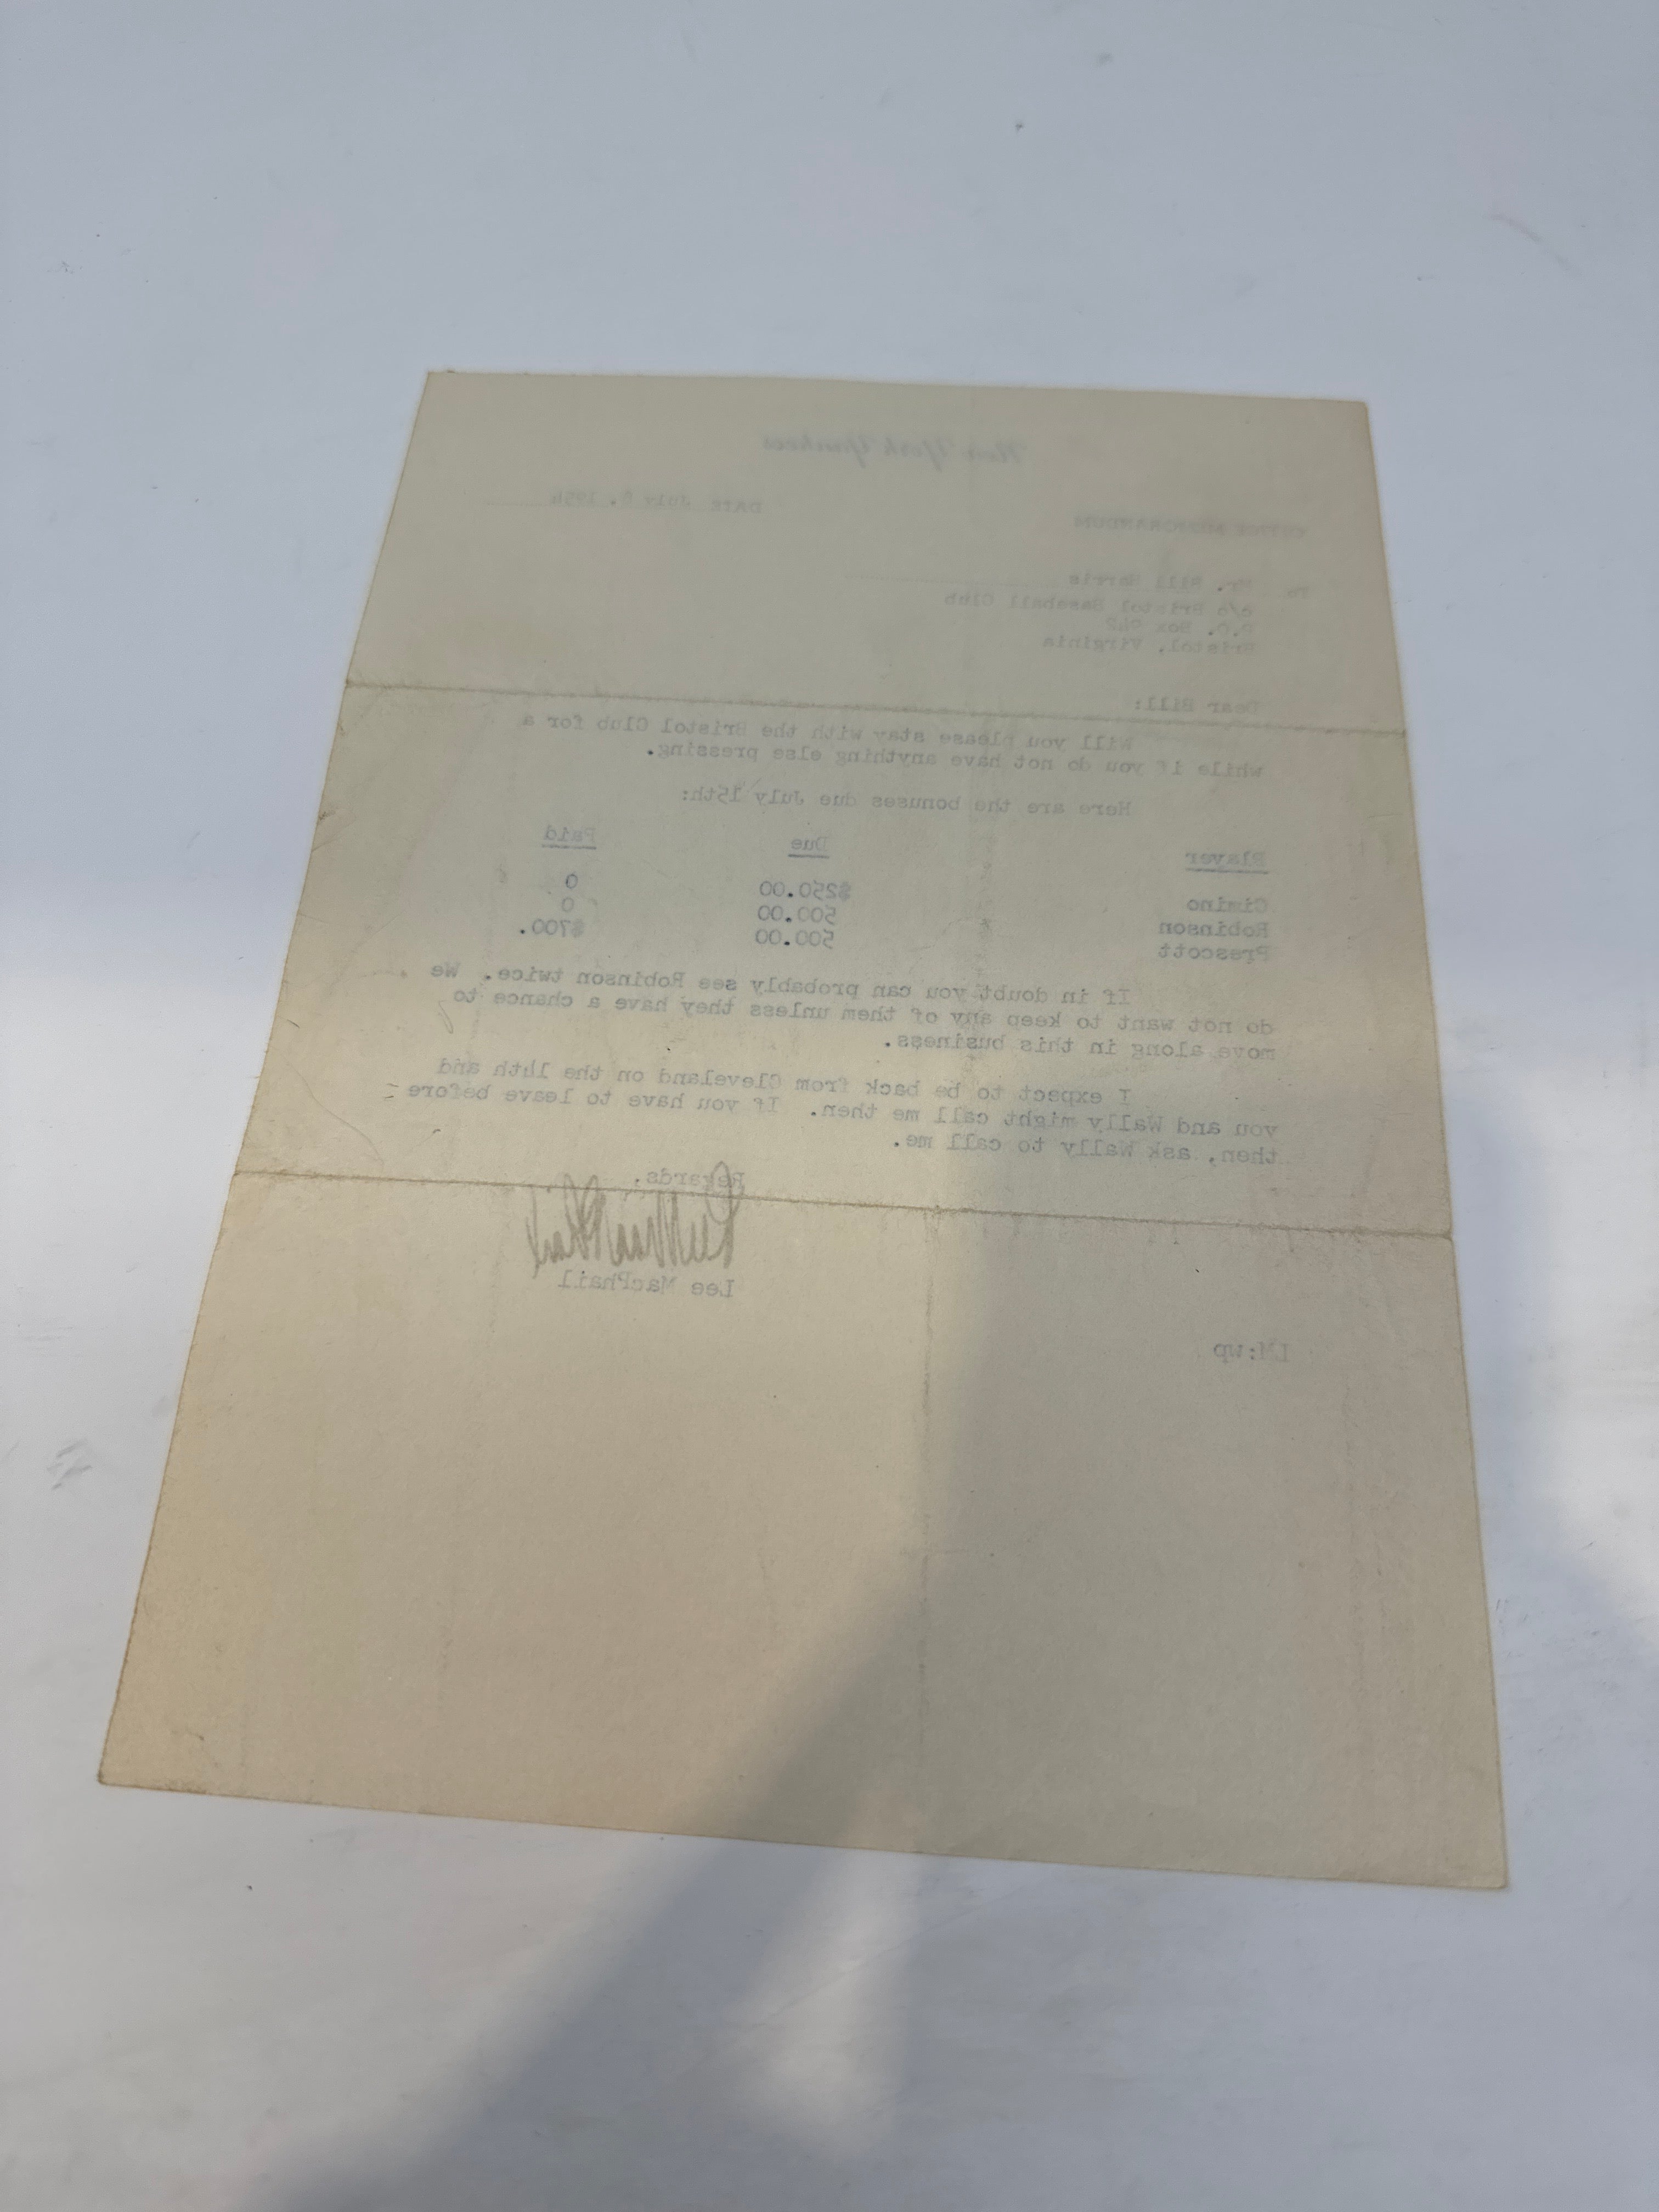 New York Yankees
OFFICE MEMORANDUM DATE July 8, 1954
To Mr. Bill Harris
c/o Bristol Baseball Club
P.O. Box
Bristol, Virginia
Dear Bill:
Will you please stay with the Bristol Club for a
while if you do not have anything else pressing.
Here are the bonuses due July 15th:
Player Due Paid
Cimino $250.00 0
Robinson * 500.00 0
Prescott 500.00 $700.
If in doubt you can probably see Robinson twice. We
do not want to keep any of them unless they have a chance to
move along in this business.
I expect to be back from Cleveland on the 14th and
you and Wally might call me then. If you have to leave before
then, ask Wally to call me.
Regards,
Lee MacPhail
Lee MacPhail
LM:wp